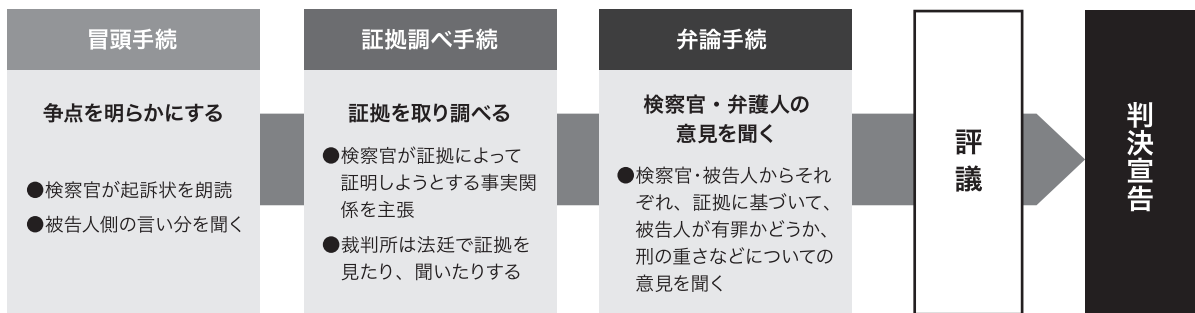 冒頭手続
争点を明らかにする
●検察官が起訴状を朗読
●被告人側の言い分を聞く
証拠調べ手続
証拠を取り調べる
●検察官が証拠によって
証明しようとする事実関
係を主張
●裁判所は法廷で証拠を
見たり、聞いたりする
弁論手続
検察官・弁護人の
意見を聞く
●検察官・被告人からそれ
ぞれ、証拠に基づいて、
被告人が有罪かどうか、
刑の重さなどについての
意見を聞く
評議
判決宣告